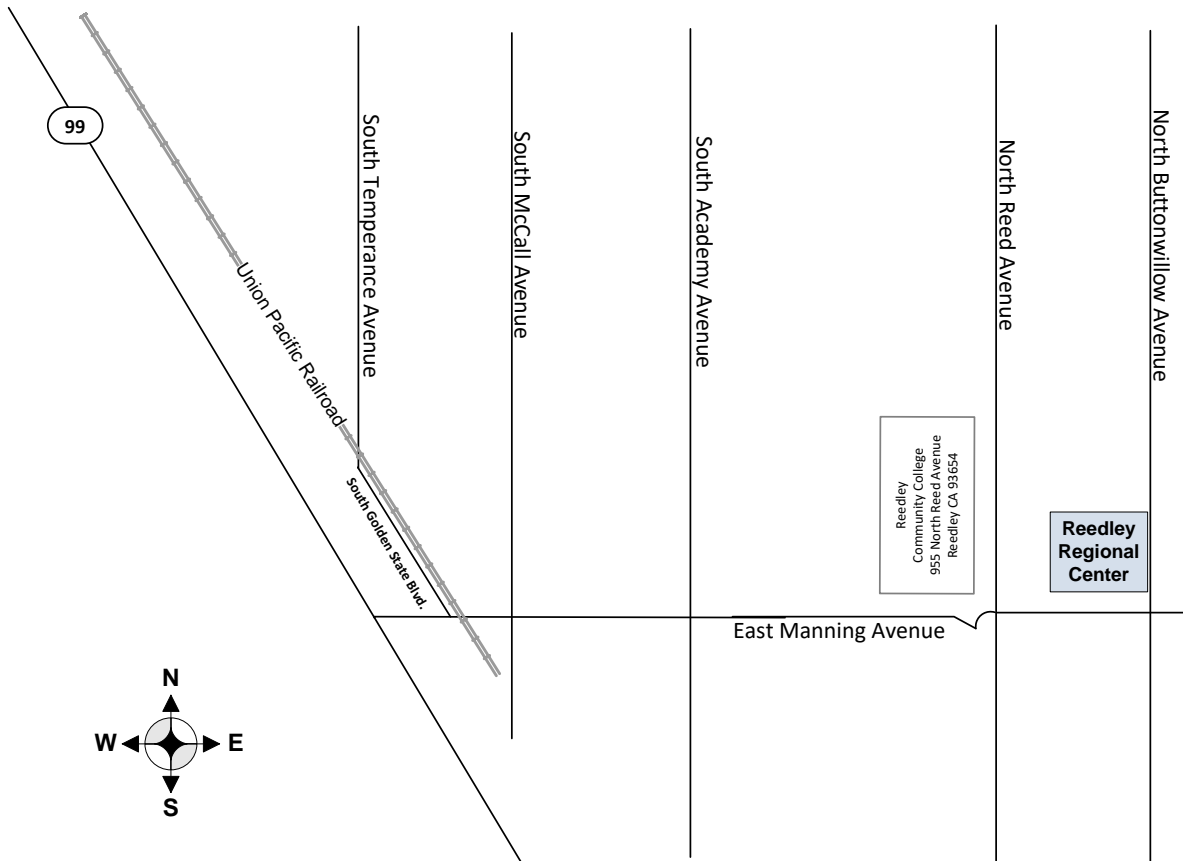 99
Union Pacific Railroad
South Temperance Avenue
South McCall Avenue
South Academy Avenue
North Reed Avenue
North Buttonwillow Avenue
South Golden State Blvd.
Reedley
Community College
955 North Reed Avenue
Reedley CA 93654
Reedley
Regional
Center
East Manning Avenue
N
W
E
S